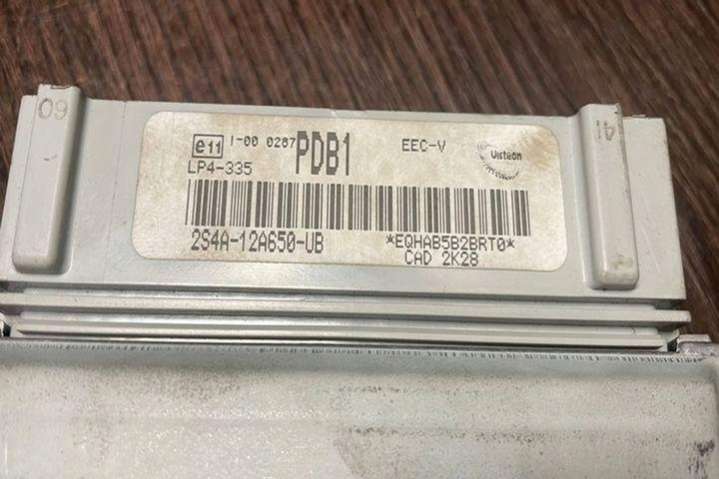 60
41
e11 1-00 0287 PDB1 EEC-V Visteon
LP4-335
2S4A-12A650-UB *EQHAB5B2BRT0*
CAD 2K28